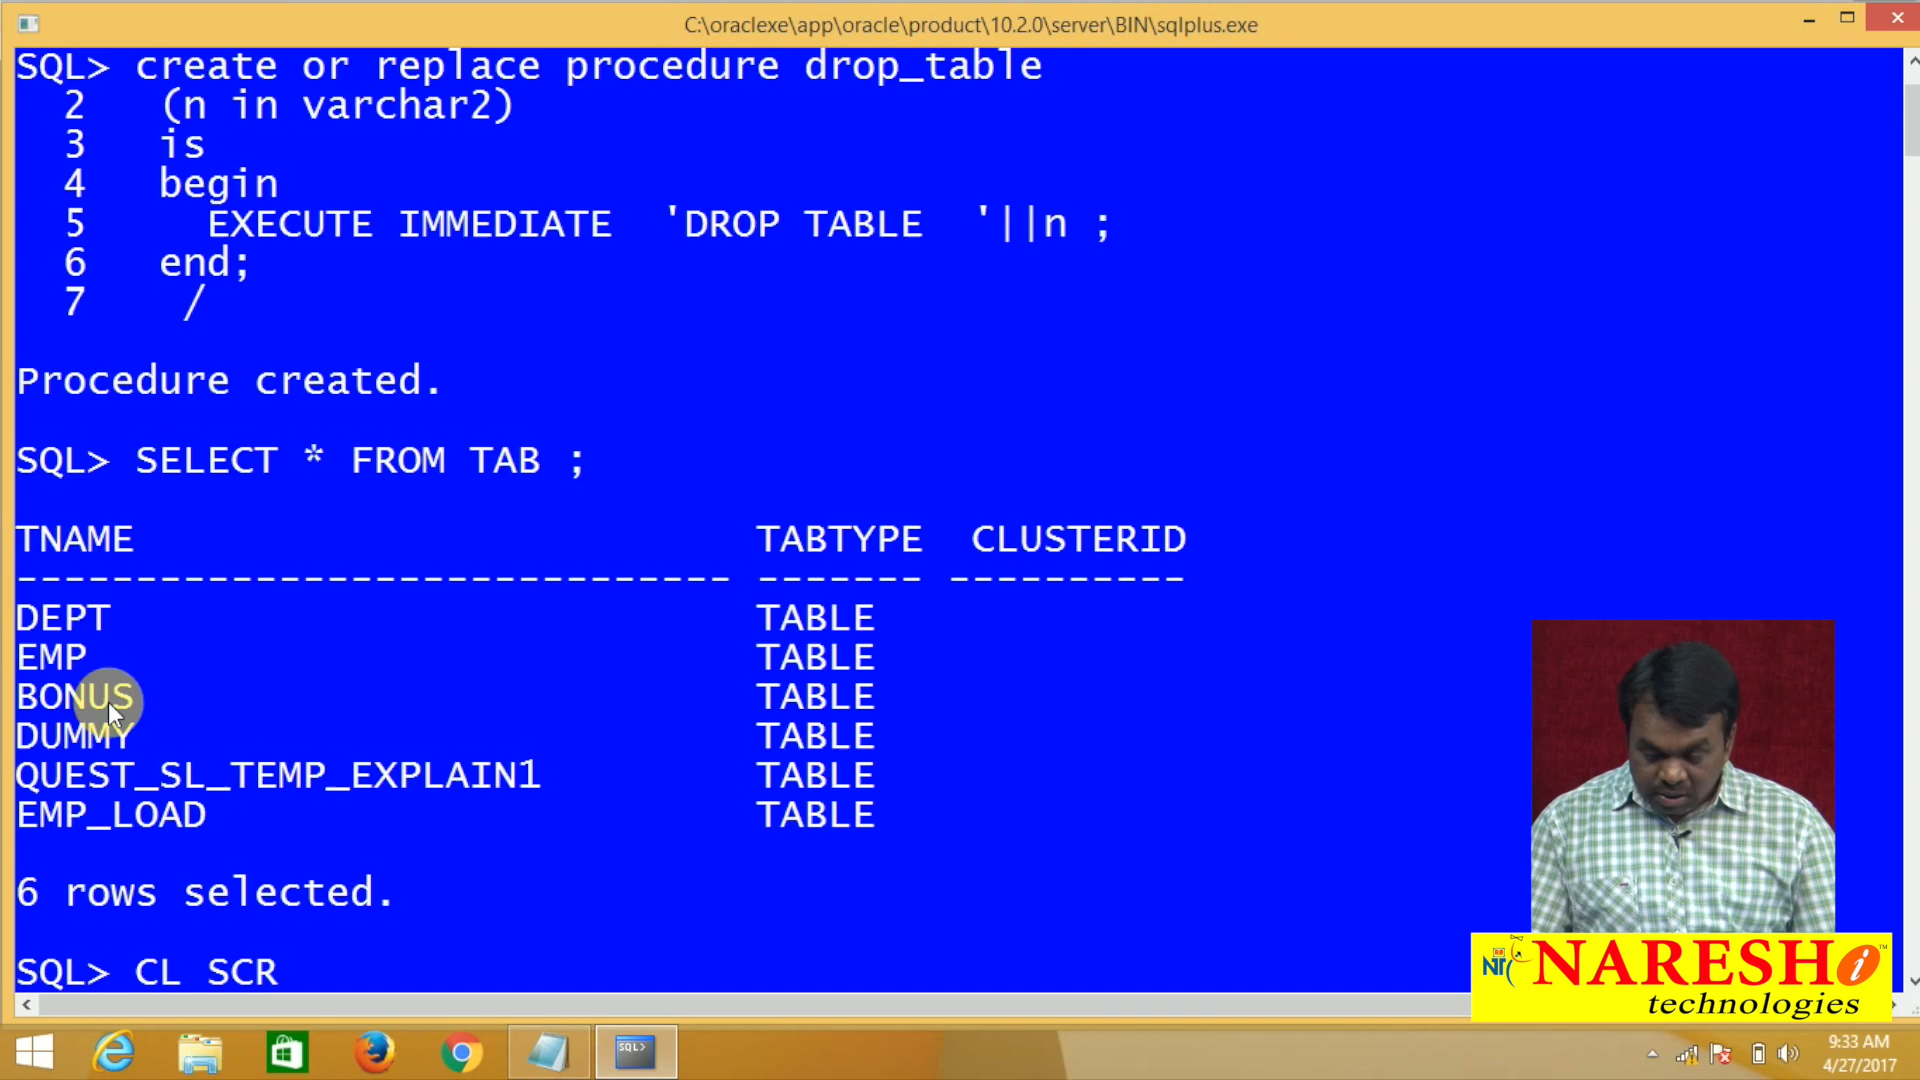 C:\oraclexe\app\oracle\product\10.2.0\server\BIN\sqlplus.exe
SQL> create or replace procedure drop_table
2 (n in varchar2)
3 is
4 begin
5 EXECUTE IMMEDIATE 'DROP TABLE '||n ;
6 end;
7 /
Procedure created.
SQL> SELECT * FROM TAB ;
TNAME TABTYPE CLUSTERID
------------------------------ ------- ----------
DEPT TABLE
EMP TABLE
BONUS TABLE
DUMMY TABLE
QUEST_SL_TEMP_EXPLAIN1 TABLE
EMP_LOAD TABLE
6 rows selected.
SQL> CL SCR
NARESH i ™
technologies
SQL>
9:33 AM
4/27/2017